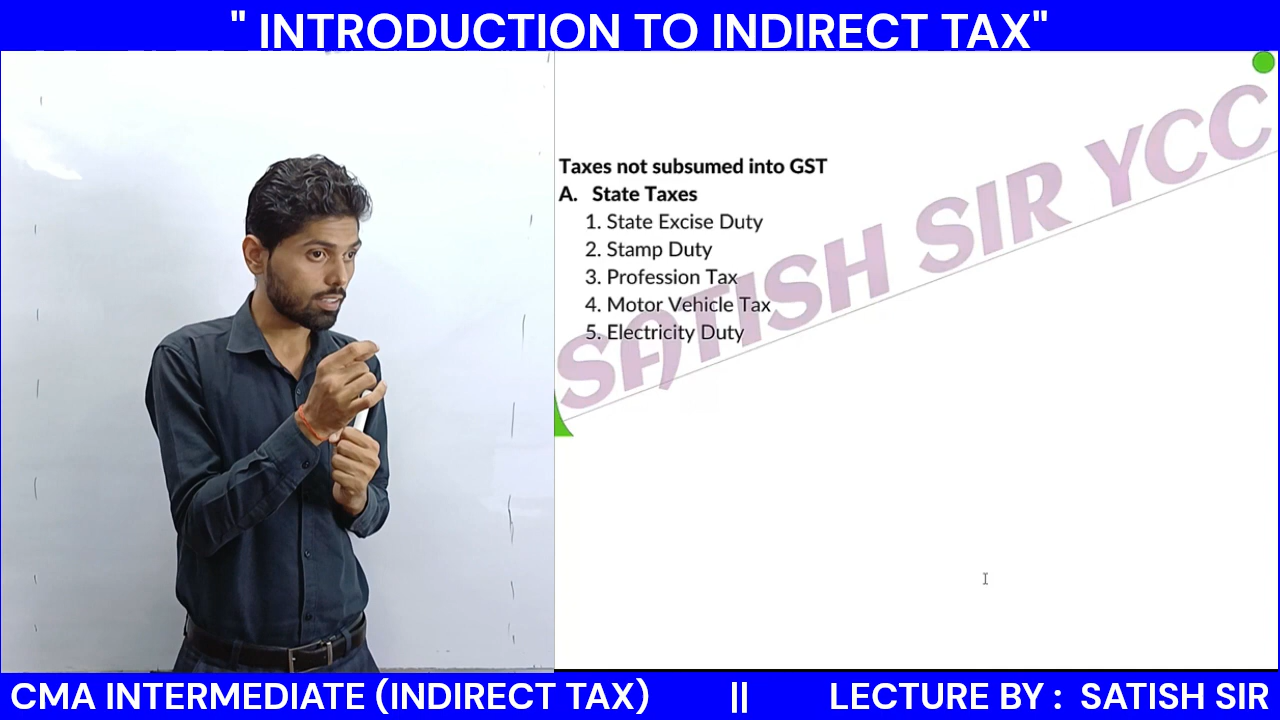 " INTRODUCTION TO INDIRECT TAX"
Taxes not subsumed into GST
A. State Taxes
1. State Excise Duty
2. Stamp Duty
3. Profession Tax
4. Motor Vehicle Tax
5. Electricity Duty
SATISH SIR YCC
CMA INTERMEDIATE (INDIRECT TAX) || LECTURE BY : SATISH SIR